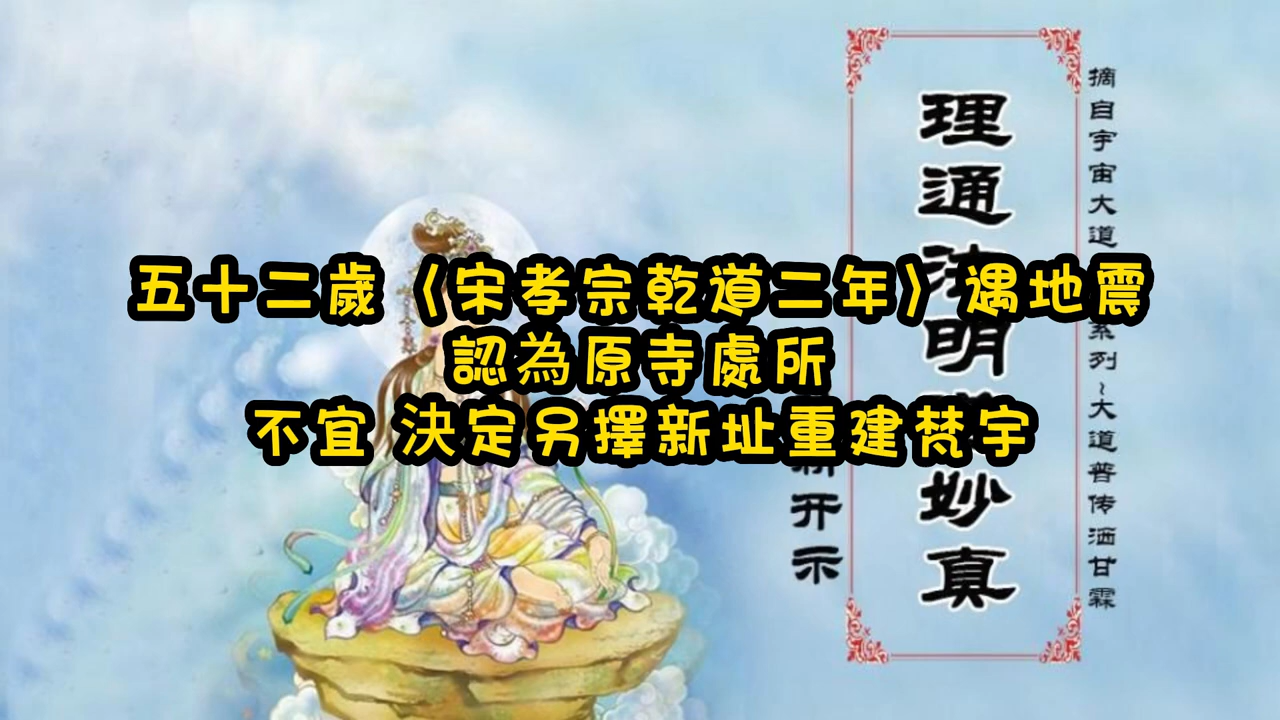 五十二歲〈宋孝宗乾道二年〉遇地震
認為原寺處所
不宜 決定另擇新址重建梵宇
摘自宇宙大道
系列~大道普传洒甘霖
理通法明
妙真
新开示